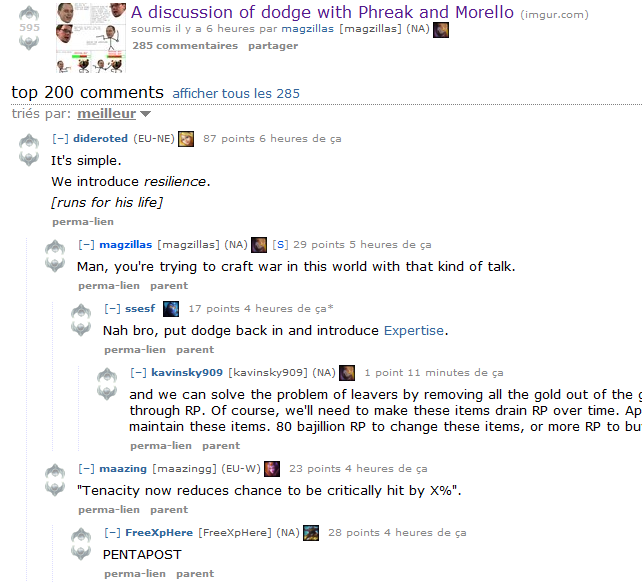 A discussion of dodge with Phreak and Morello (imgur.com)
595
soumis il y a 6 heures par magzillas [magzillas] (NA)
285 commentaires partager
top 200 comments afficher tous les 285
triés par: meilleur
[–] dideroted (EU-NE) 87 points 6 heures de ça
It's simple.
We introduce resilience.
[runs for his life]
perma-lien
[–] magzillas [magzillas] (NA) [S] 29 points 5 heures de ça
Man, you're trying to craft war in this world with that kind of talk.
perma-lien parent
[–] ssesf 17 points 4 heures de ça*
Nah bro, put dodge back in and introduce Expertise.
perma-lien parent
[–] kavinsky909 [kavinsky909] (NA) 1 point 11 minutes de ça
and we can solve the problem of leavers by removing all the gold out of the g
through RP. Of course, we'll need to make these items drain RP over time. Ap
maintain these items. 80 bajillion RP to change these items, or more RP to bu
perma-lien parent
[–] maazing [maazingg] (EU-W) 23 points 4 heures de ça
"Tenacity now reduces chance to be critically hit by X%".
perma-lien parent
[–] FreeXpHere [FreeXpHere] (NA) 28 points 4 heures de ça
PENTAPOST
perma-lien parent